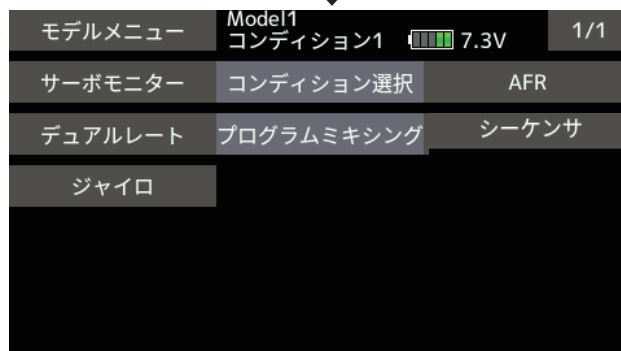 モデルメニュー
Model1
コンディション1
7.3V
1/1
サーボモニター
コンディション選択
AFR
デュアルレート
プログラムミキシング
シーケンサ
ジャイロ